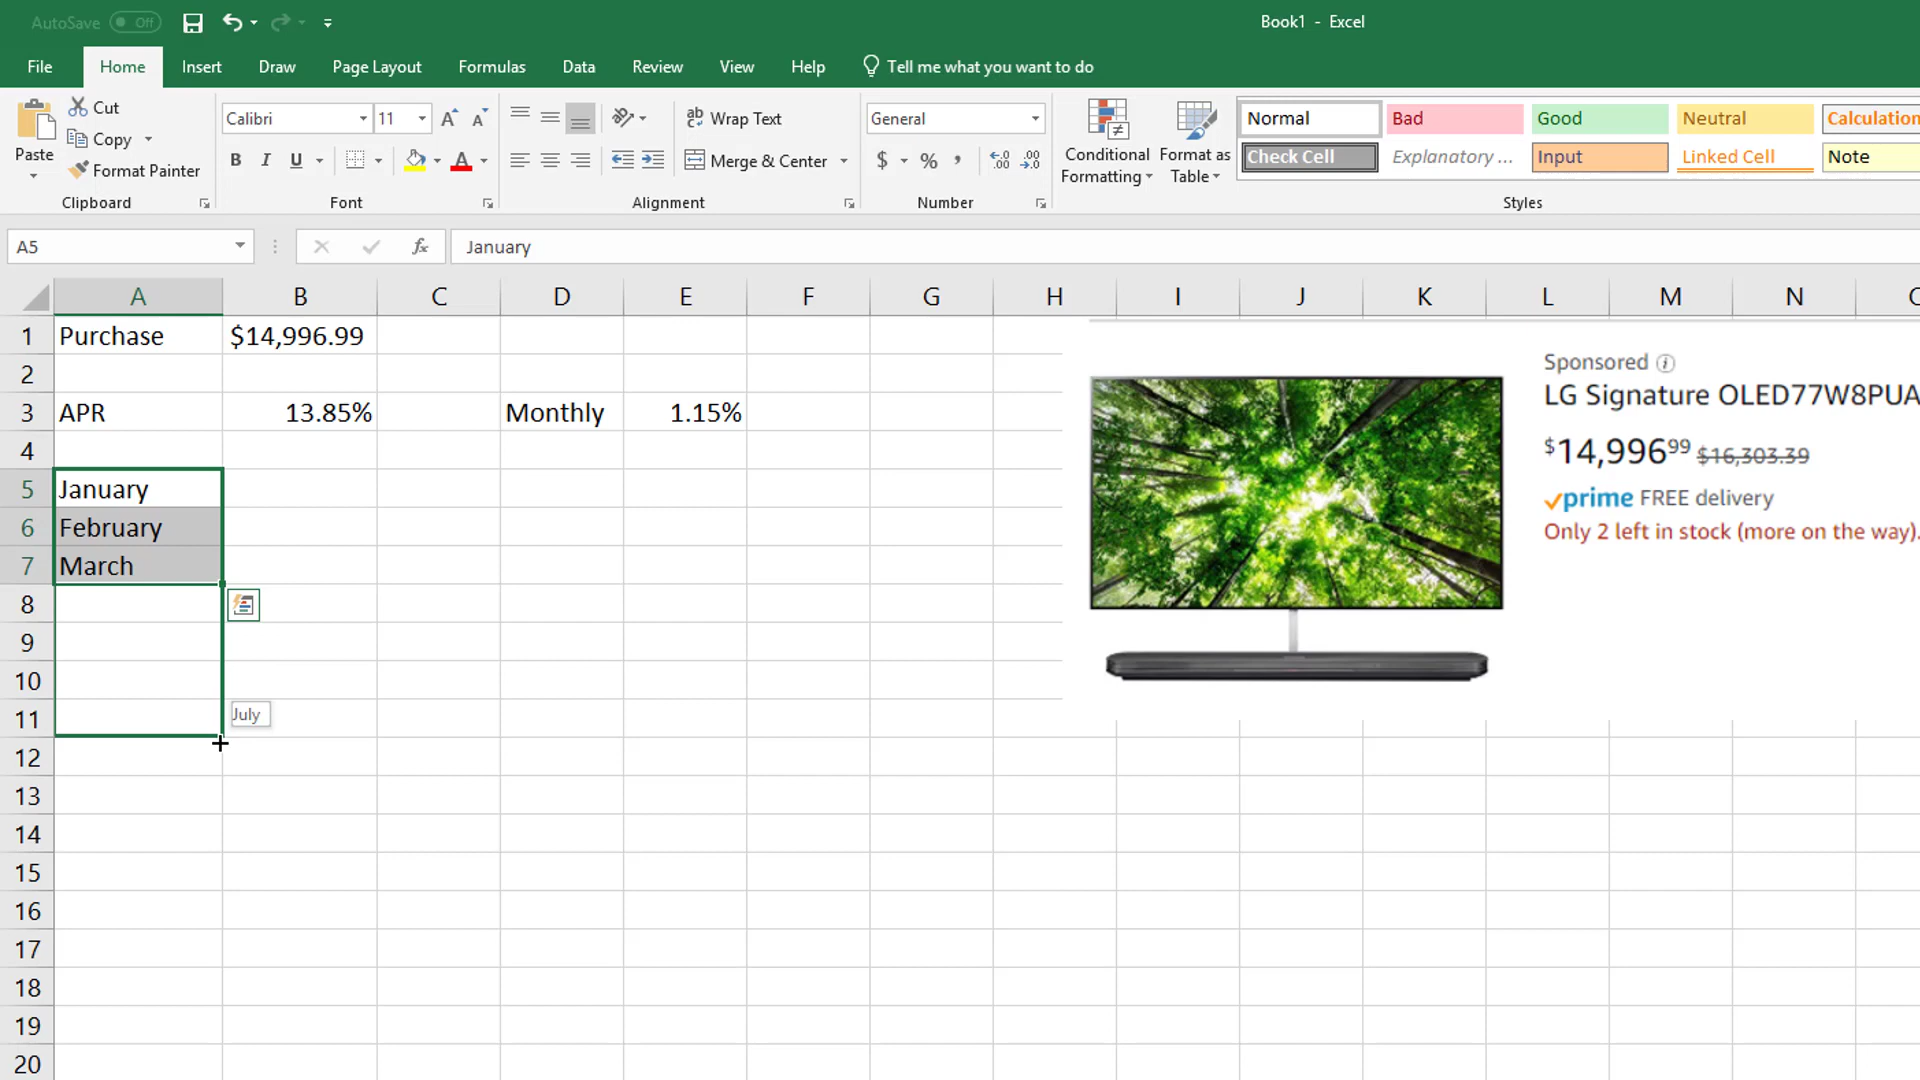 AutoSave Off
Book1 - Excel
File Home Insert Draw Page Layout Formulas Data Review View Help Tell me what you want to do
Paste
Cut
Copy
Format Painter
Clipboard
Calibri 11
B I U A
Font
ab Wrap Text
Merge & Center
Alignment
General
$ % ,
Number
Conditional Formatting
Format as Table
Normal Bad Good Neutral Calculation
Check Cell Explanatory ... Input Linked Cell Note
Styles
A5 fx January
A B C D E F G H I J K L M N
1 Purchase $14,996.99
2
3 APR 13.85% Monthly 1.15%
4
5 January
6 February
7 March
8
9
10
11 July
12
13
14
15
16
17
18
19
20
Sponsored
LG Signature OLED77W8PUA
$14,996 99 $16,303.39
prime FREE delivery
Only 2 left in stock (more on the way).